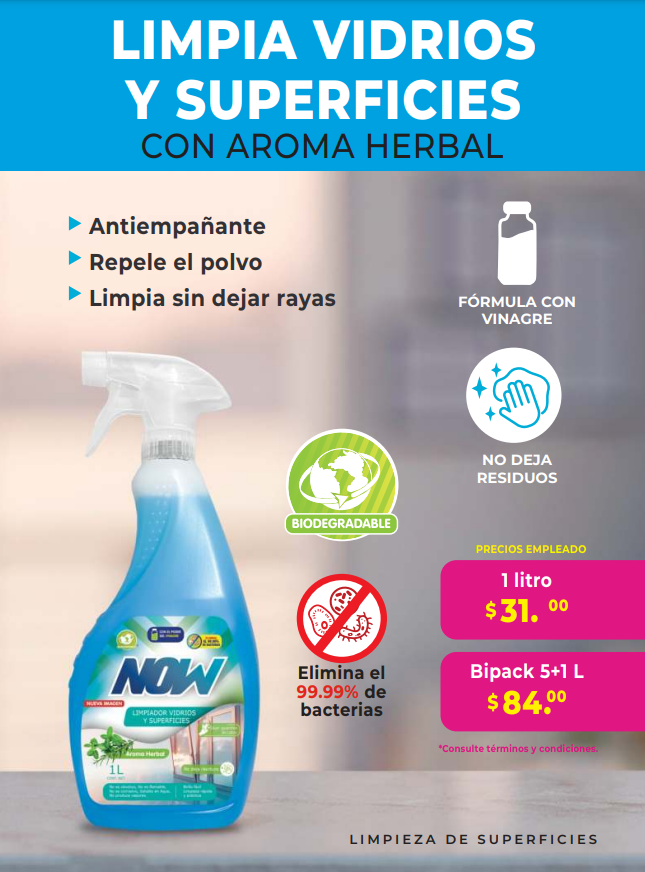 LIMPIA VIDRIOS
Y SUPERFICIES
CON AROMA HERBAL
Antiempañante
Repele el polvo
Limpia sin dejar rayas
FÓRMULA CON
VINAGRE
NO DEJA
RESIDUOS
BIODEGRADABLE
Elimina el
99.99% de
bacterias
PRECIOS EMPLEADO
1 litro
$31.00
Bipack 5+1 L
$84.00
*Consulte términos y condiciones.
NOW
NUEVA IMAGEN
LIMPIADOR VIDRIOS
Y SUPERFICIES
Aroma Herbal
1L
LIMPIEZA DE SUPERFICIES